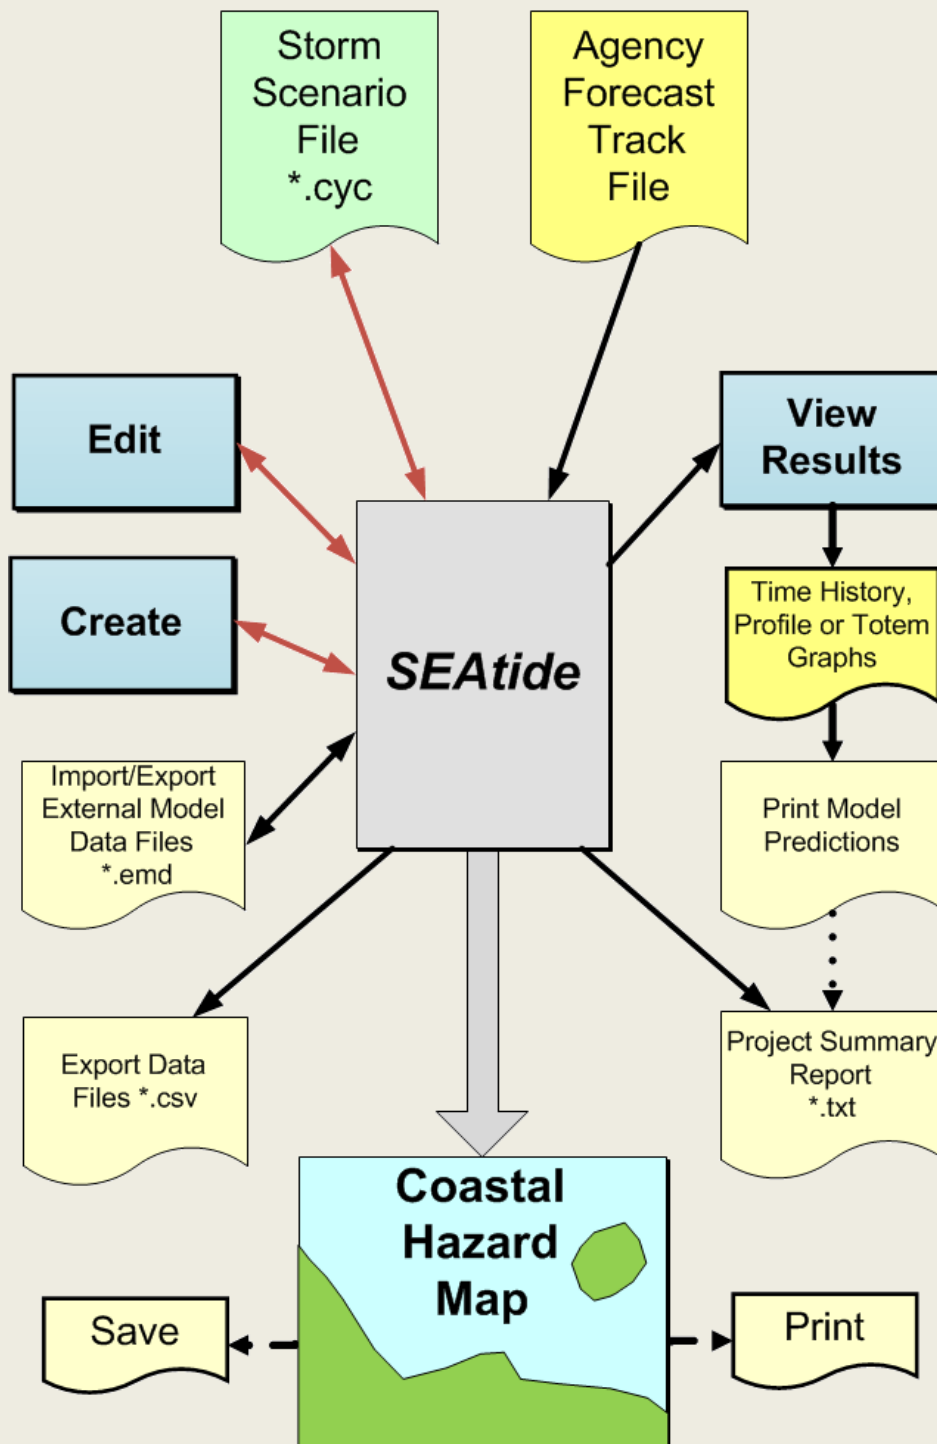 Storm
Scenario
File
*.cyc
Agency
Forecast
Track
File
Edit
View
Results
Create
SEAtide
Time History,
Profile or Totem
Graphs
Import/Export
External Model
Data Files
*.emd
Print Model
Predictions
Export Data
Files *.csv
Project Summary
Report
*.txt
Coastal
Hazard
Map
Save
Print